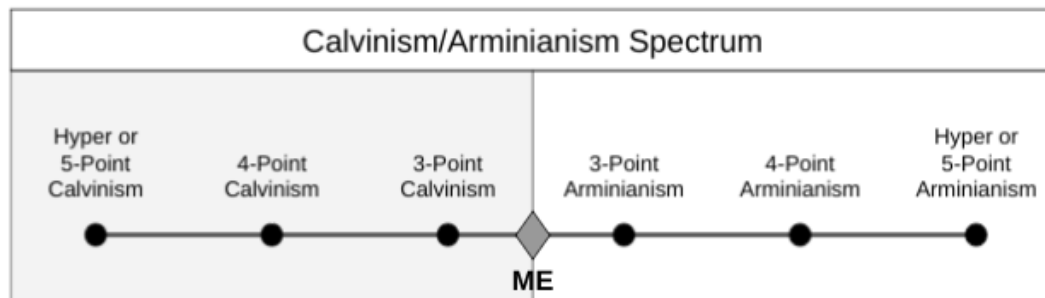 Calvinism/Arminianism Spectrum
Hyper or
5-Point
Calvinism
4-Point
Calvinism
3-Point
Calvinism
3-Point
Arminianism
4-Point
Arminianism
Hyper or
5-Point
Arminianism
ME